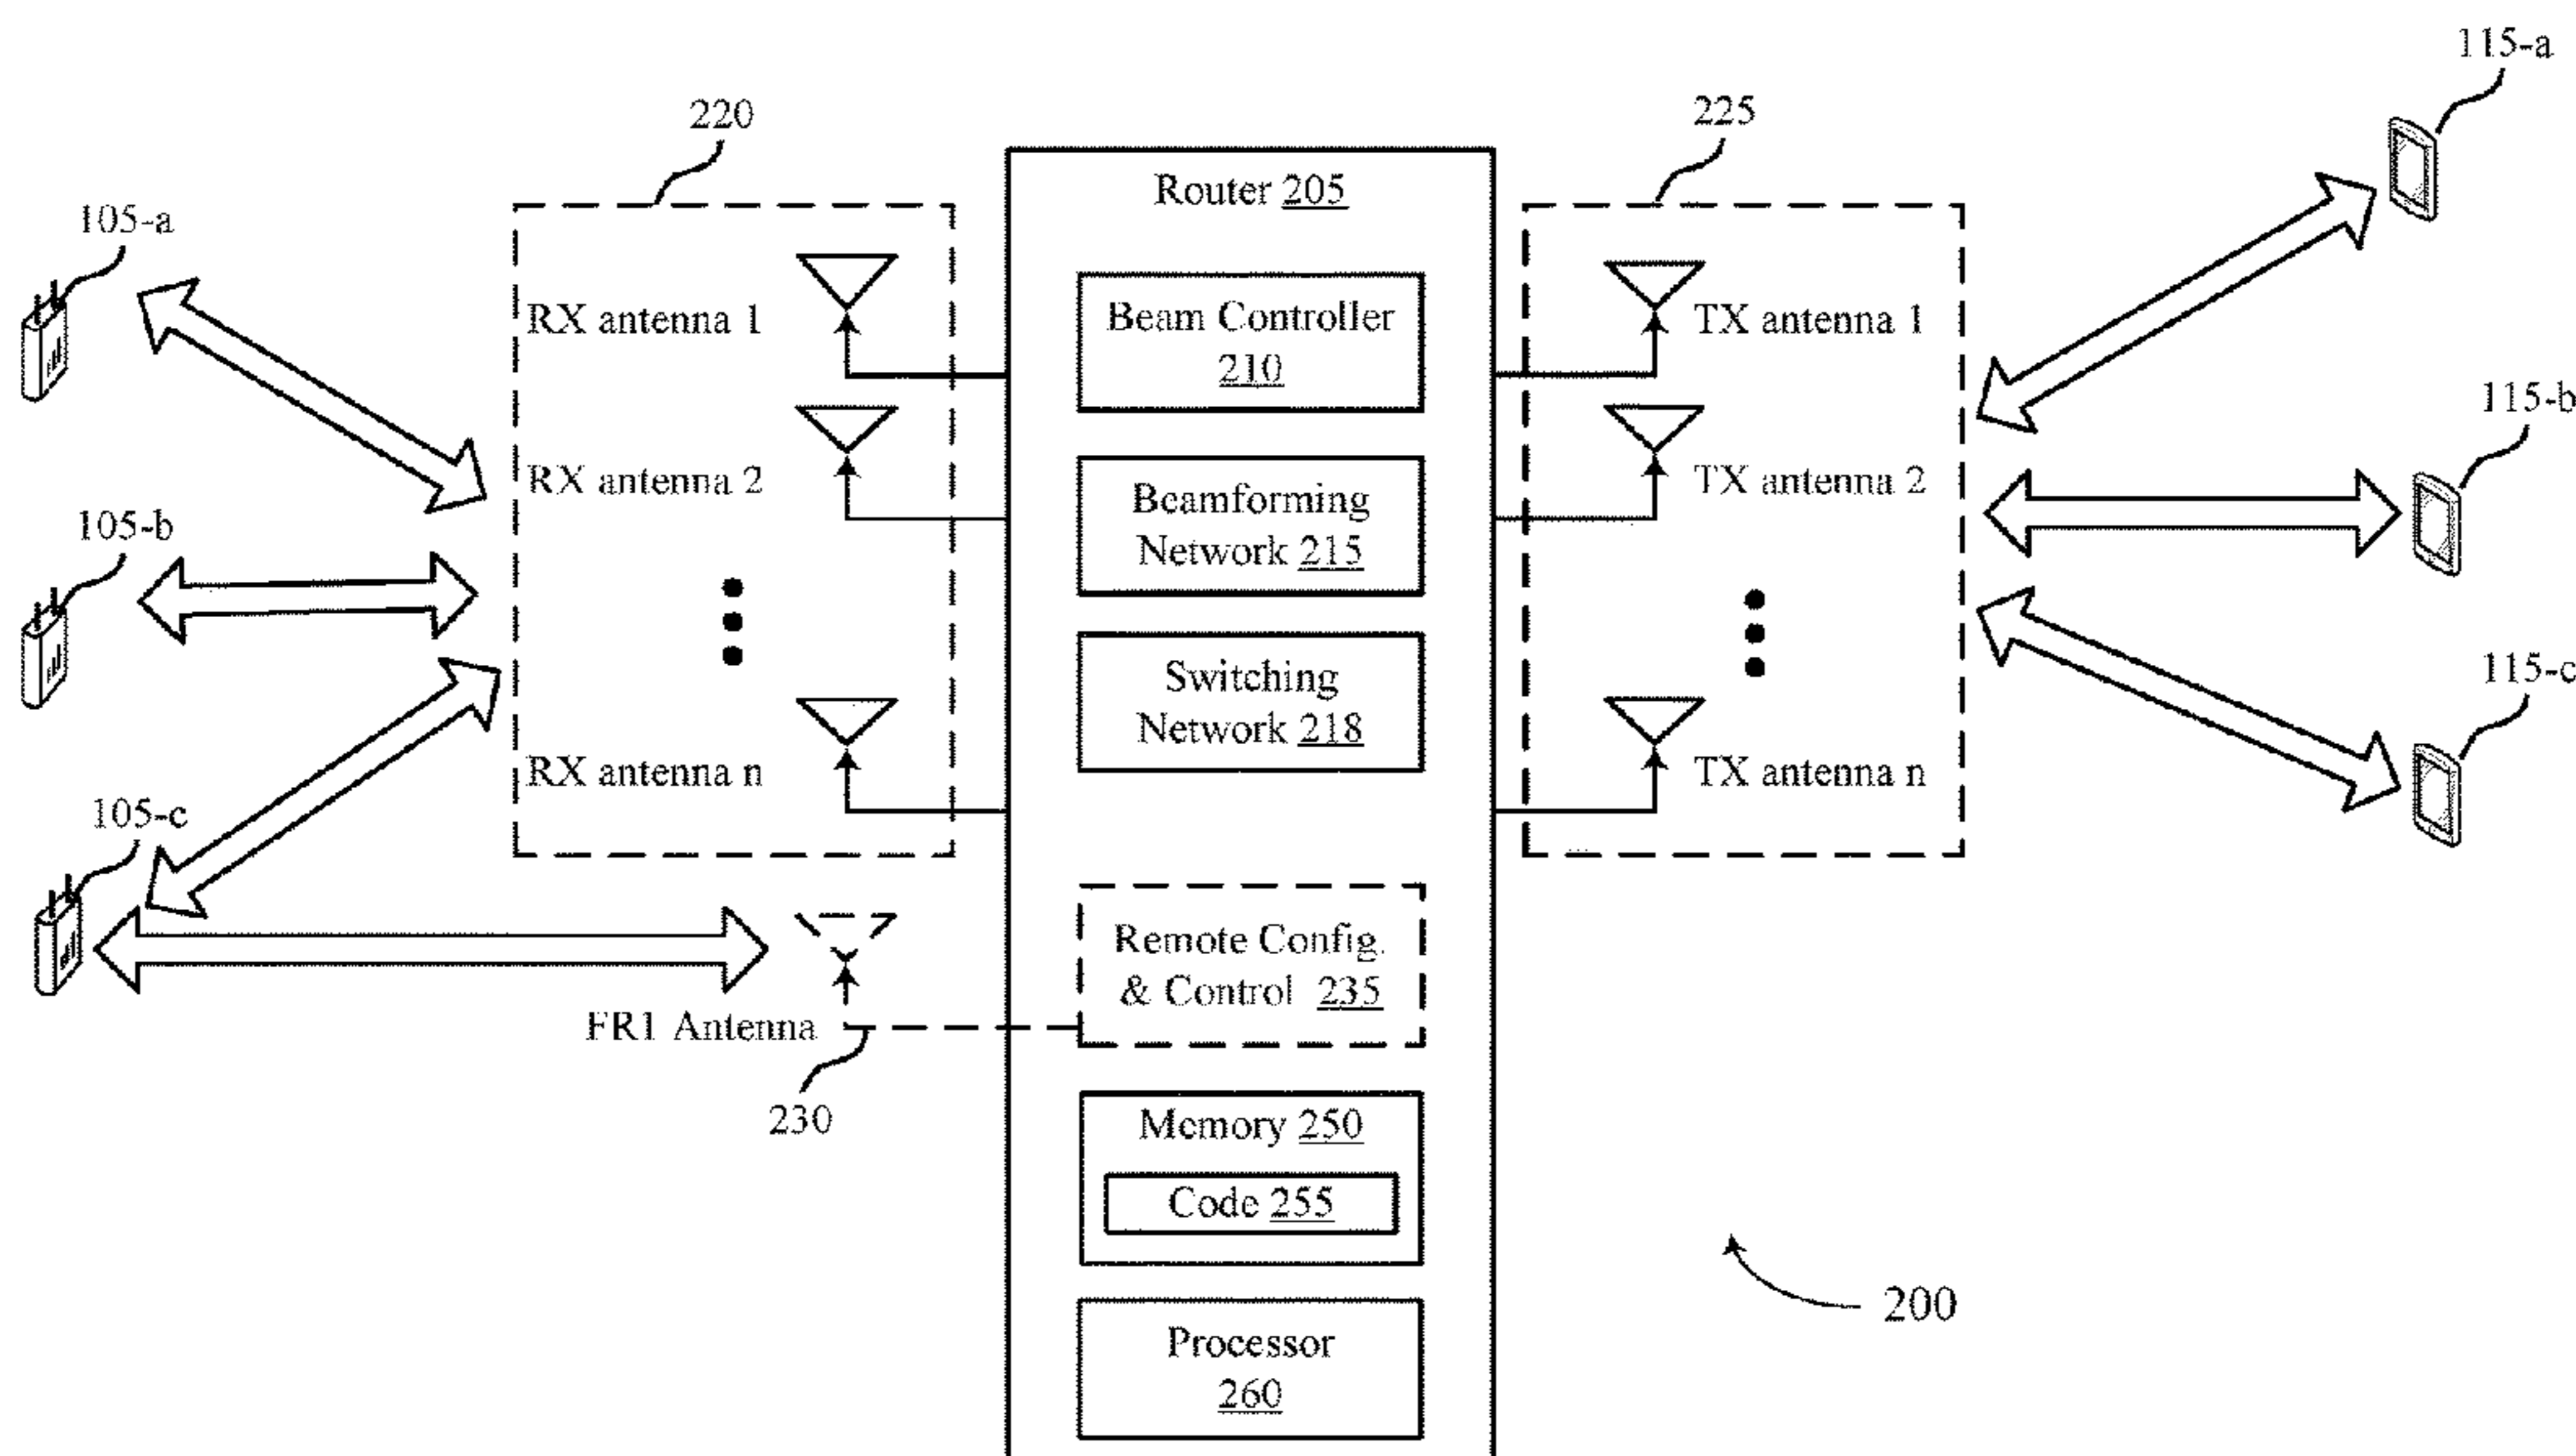 115-a
220
225
Router 205
105-a
Beam Controller
210
RX antenna 1
TX antenna 1
115-b
RX antenna 2
TX antenna 2
Beamforming
Network 215
105-b
Switching
Network 218
115-c
RX antenna n
TX antenna n
105-c
Remote Config.
& Control 235
FR1 Antenna
230
Memory 250
Code 255
200
Processor
260